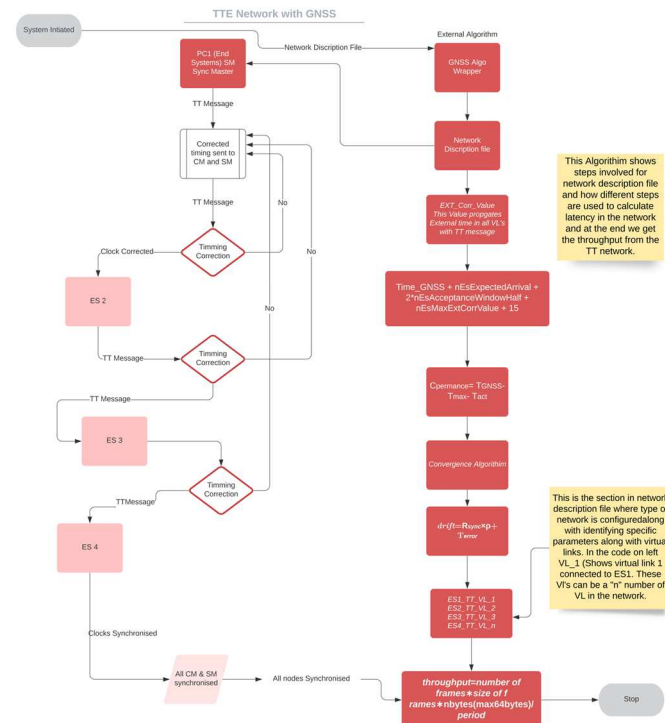 TTE Network with GNSS
System Intiated
Network Discription File
External Algorithm
PC1 (End
Systems) SM
Sync Master
GNSS Algo
Wrapper
TT Message
Corrected
timing sent to
CM and SM
Network
Discription file
TT Message
No
No
No
EXT_Corr_Value
This Value propgates
External time in all VL's
with TT message
This Algorithim shows
steps involved for
network description file
and how different steps
are used to calculate
latency in the network
and at the end we get
the throughput from the
TT network.
Clock Corrected
Timming
Correction
ES 2
Time_GNSS + nEsExpectedArrival +
2*nEsAcceptanceWindowHalf +
nEsMaxExtCorrValue + 15
TT Message
Timming
Correction
Cpermance= TGNSS-
Tmax- Tact
TT Message
ES 3
Convergence Algorithim
Timming
Correction
TTMessage
ES 4
drift=Rsync×p+
Terror
This is the section in network
description file where type o
network is configuredalong
with identifying specific
parameters along with virtua
links. In the code on left
VL_1 (Shows virtual link 1
connected to ES1. These
Vl's can be a "n" number of
VL in the network.
ES1_TT_VL_1
ES2_TT_VL_2
ES3_TT_VL_3
ES4_TT_VL_n
Clocks Synchronised
All CM & SM
synchronised
All nodes Synchronised
throughput=number of
frames∗size of f
rames∗nbytes(max64bytes)/
period
Stop